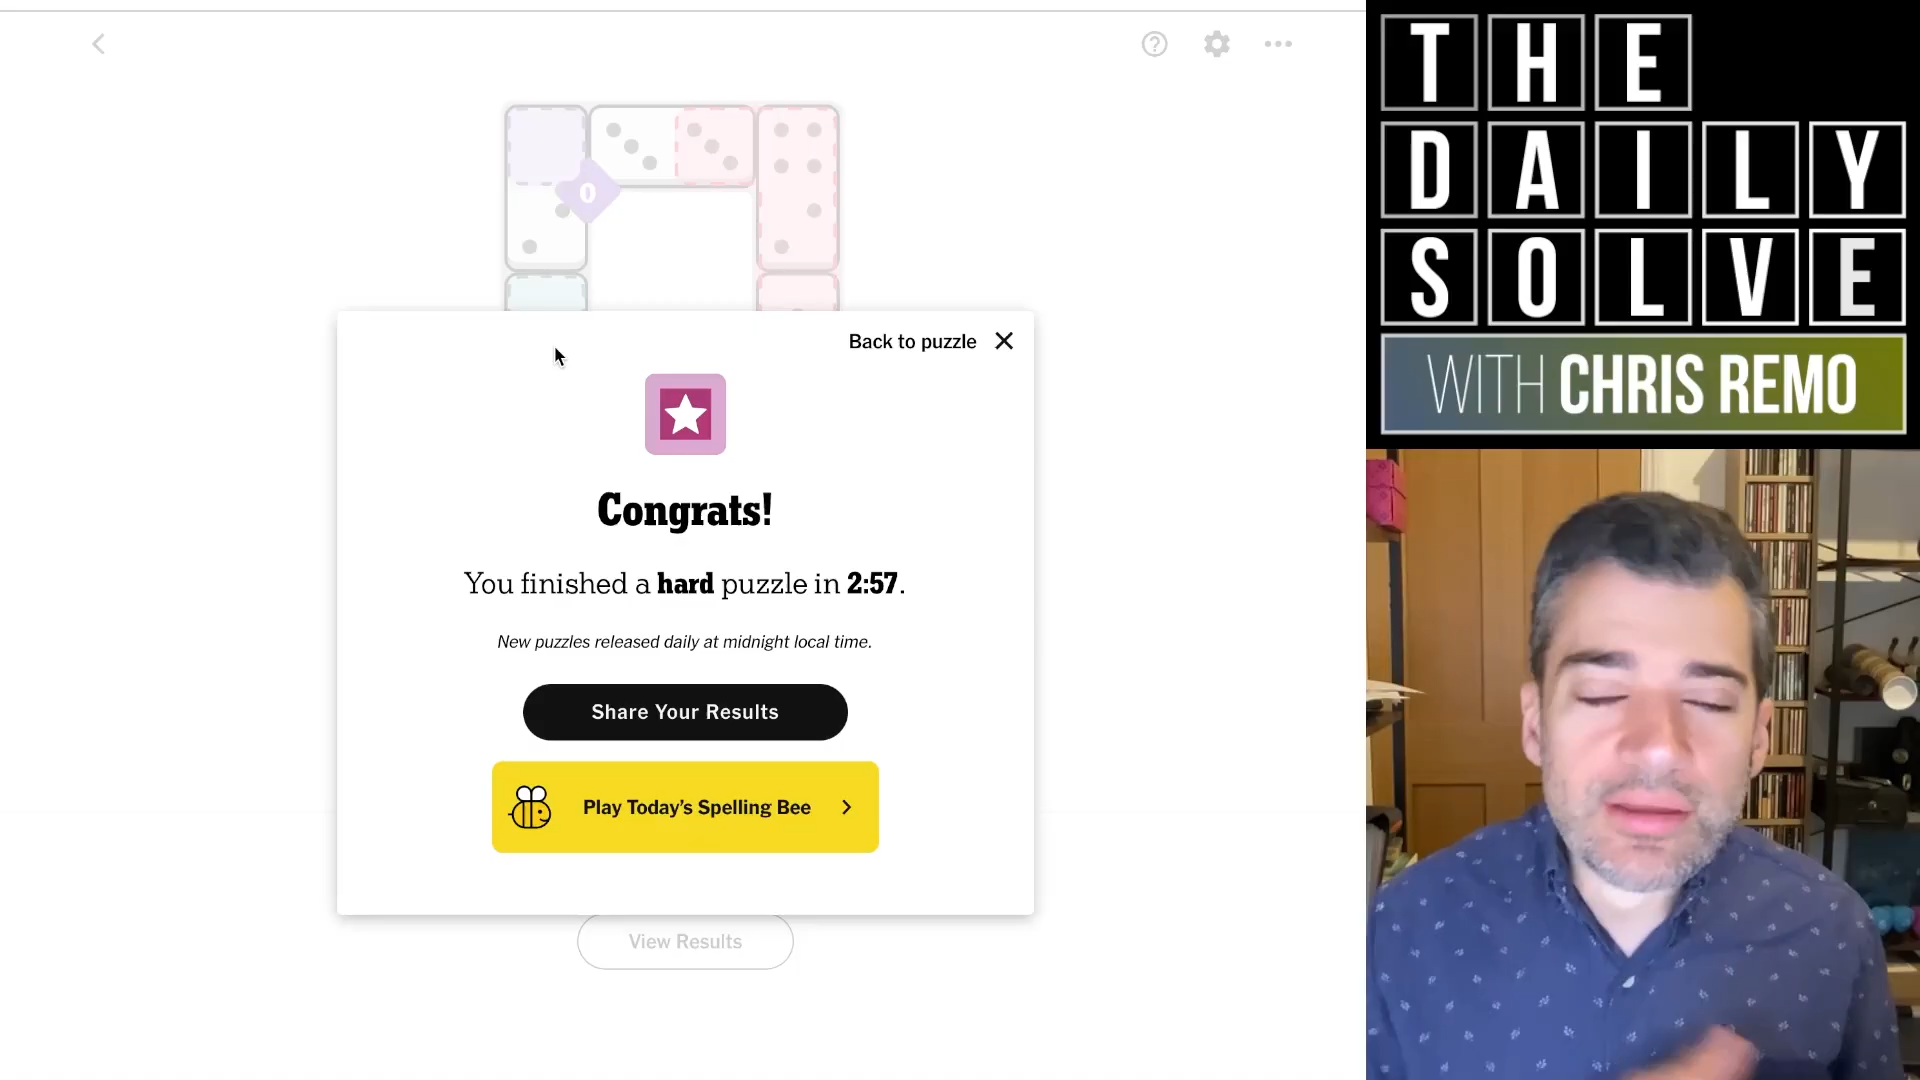 0
Back to puzzle
Congrats!
You finished a hard puzzle in 2:57.
New puzzles released daily at midnight local time.
Share Your Results
Play Today's Spelling Bee
View Results
THE
DAILY
SOLVE
WITH CHRIS REMO